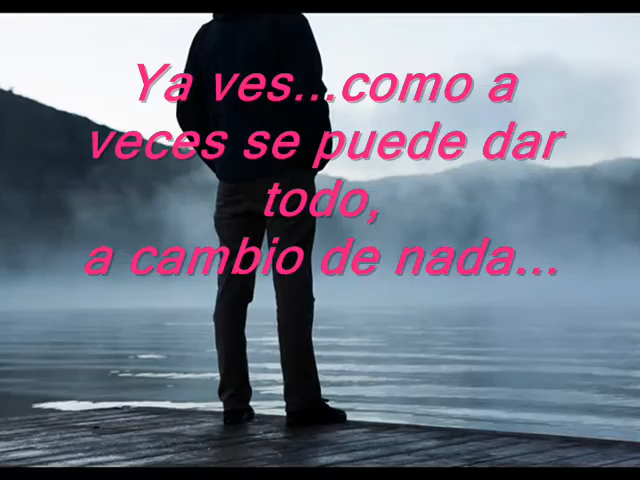 Ya ves...como a
veces se puede dar
todo,
a cambio de nada...